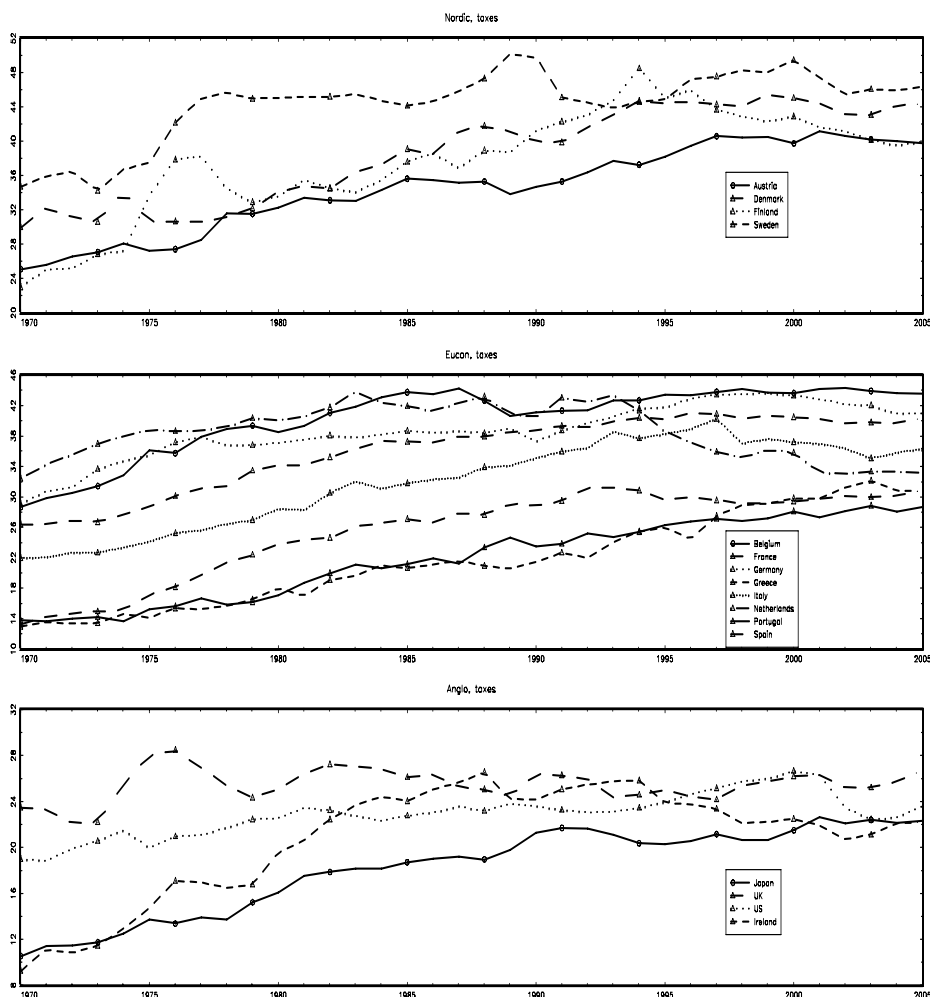 Nordic, taxes
52
48
44
40
36
32
28
24
20
1970 1975 1980 1985 1990 1995 2000 2005
Austria
Denmark
Finland
Sweden
Eucon, taxes
46
42
38
34
30
26
22
18
14
10
1970 1975 1980 1985 1990 1995 2000 2005
Belgium
France
Germany
Greece
Italy
Netherlands
Portugal
Spain
Anglo, taxes
32
28
24
20
16
12
8
1970 1975 1980 1985 1990 1995 2000 2005
Japan
UK
US
Ireland